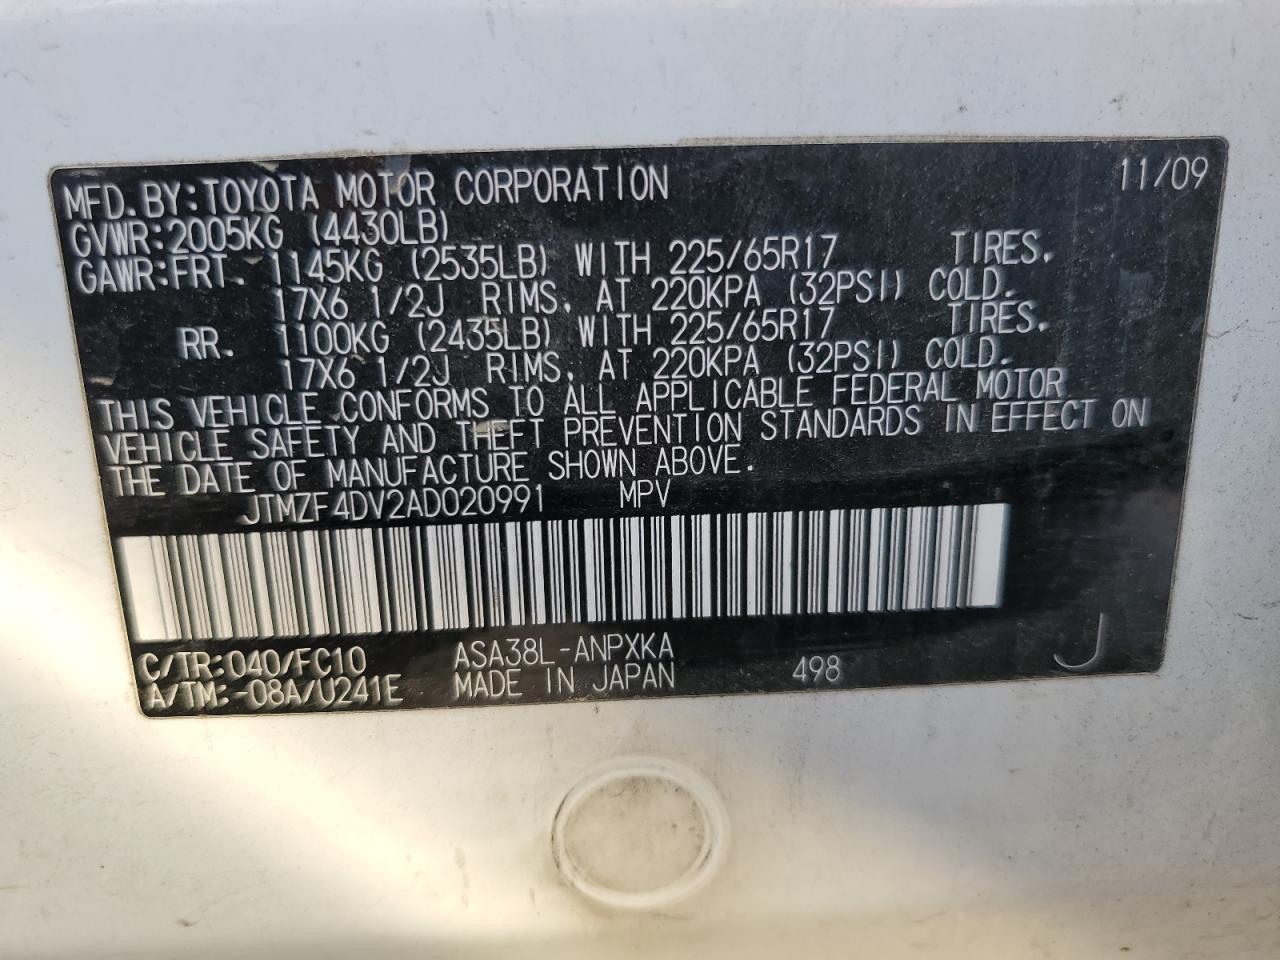 11/09
MFD.BY:TOYOTA MOTOR CORPORATION
GVWR:2005KG (4430LB)
GAWR:FRT. 1145KG (2535LB) WITH 225/65R17 TIRES,
17X6 1/2J RIMS, AT 220KPA (32PSI) COLD.
RR. 1100KG (2435LB) WITH 225/65R17 TIRES,
17X6 1/2J RIMS, AT 220KPA (32PSI) COLD.
THIS VEHICLE CONFORMS TO ALL APPLICABLE FEDERAL MOTOR
VEHICLE SAFETY AND THEFT PREVENTION STANDARDS IN EFFECT ON
THE DATE OF MANUFACTURE SHOWN ABOVE.
JTMZF4DV2AD020991 MPV
C/TR:040/FC10 ASA38L-ANPXKA
A/TM:-08A/U241E MADE IN JAPAN 498 J